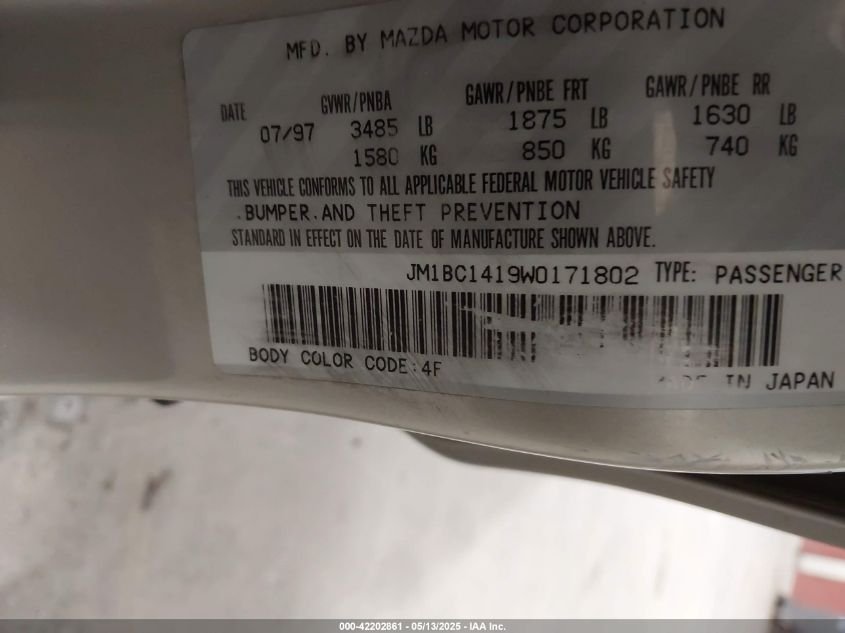 MFD. BY MAZDA MOTOR CORPORATION
DATE GVWR/PNBA GAWR/PNBE FRT GAWR/PNBE RR
07/97 3485 LB 1875 LB 1630 LB
1580 KG 850 KG 740 KG
THIS VEHICLE CONFORMS TO ALL APPLICABLE FEDERAL MOTOR VEHICLE SAFETY
.BUMPER.AND THEFT PREVENTION
STANDARD IN EFFECT ON THE DATE OF MANUFACTURE SHOWN ABOVE.
JM1BC1419W0171802 TYPE: PASSENGER
BODY COLOR CODE:4F
IN JAPAN
000-42202861 - 05/13/2025 - IAA Inc.